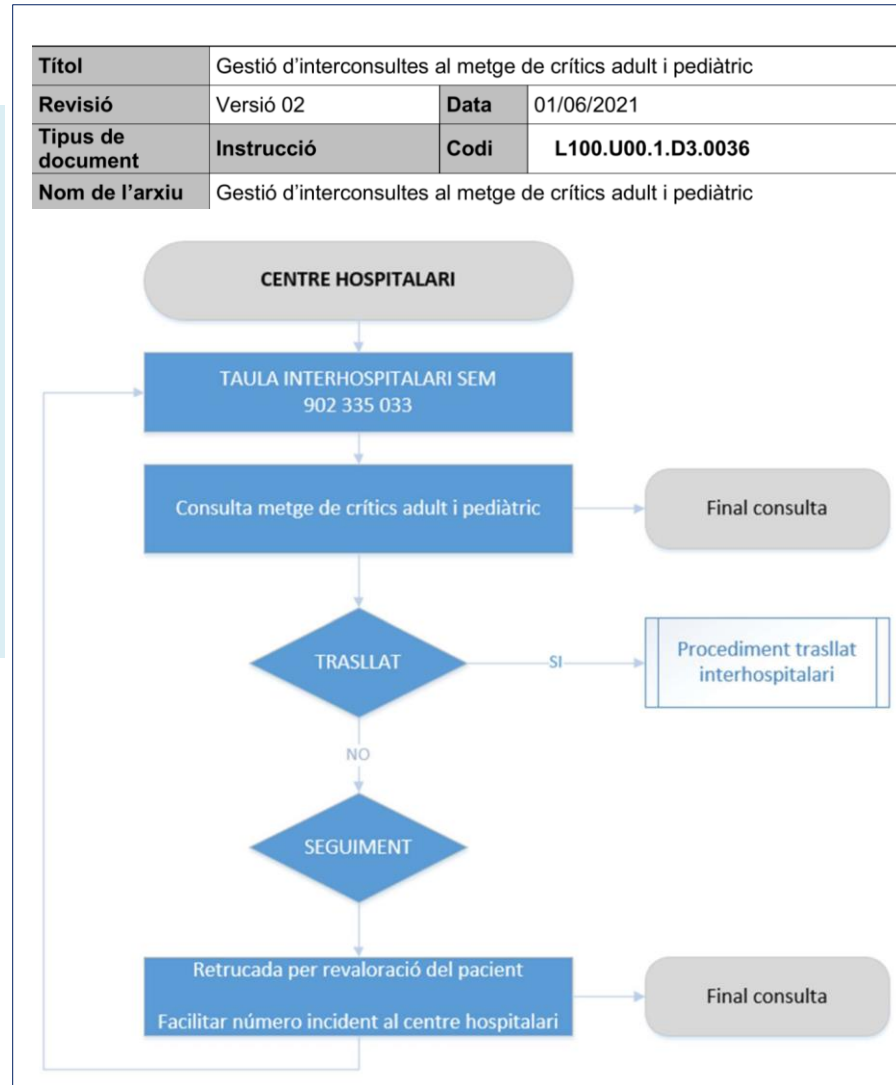 Títol Gestió d'interconsultes al metge de crítics adult i pediàtric
Revisió Versió 02 Data 01/06/2021
Tipus de
document Instrucció Codi L100.U00.1.D3.0036
Nom de l'arxiu Gestió d'interconsultes al metge de crítics adult i pediàtric
CENTRE HOSPITALARI
TAULA INTERHOSPITALARI SEM
902 335 033
Consulta metge de crítics adult i pediàtric
Final consulta
TRASLLAT
SI
Procediment trasllat
interhospitalari
NO
SEGUIMENT
Retrucada per revaloració del pacient
Facilitar número incident al centre hospitalari
Final consulta